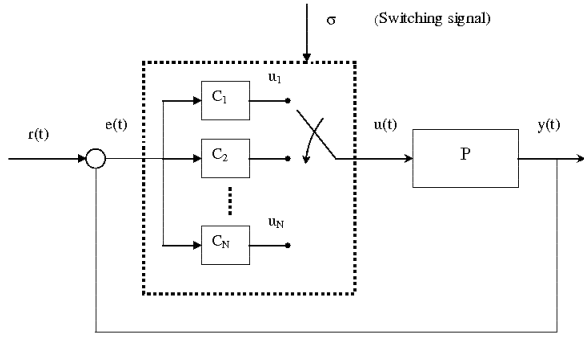 σ (Switching signal)
u1
C1
r(t) e(t) u(t) y(t)
C2 P
uN
CN